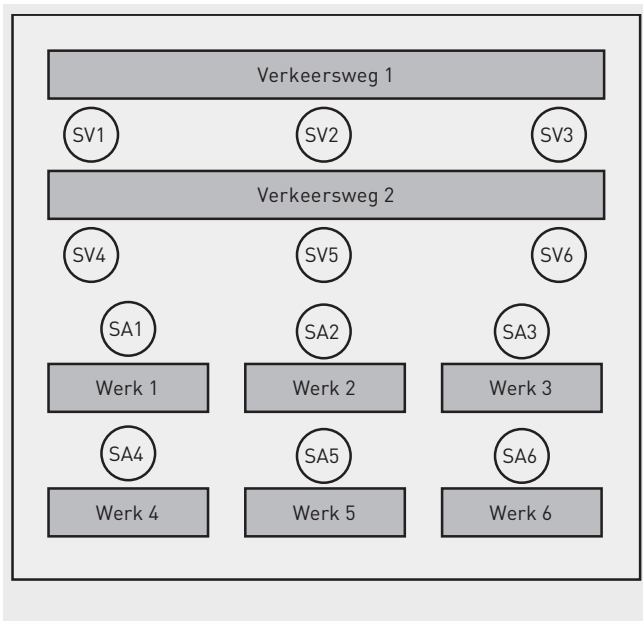 Verkeersweg 1
SV1 SV2 SV3
Verkeersweg 2
SV4 SV5 SV6
SA1 SA2 SA3
Werk 1 Werk 2 Werk 3
SA4 SA5 SA6
Werk 4 Werk 5 Werk 6